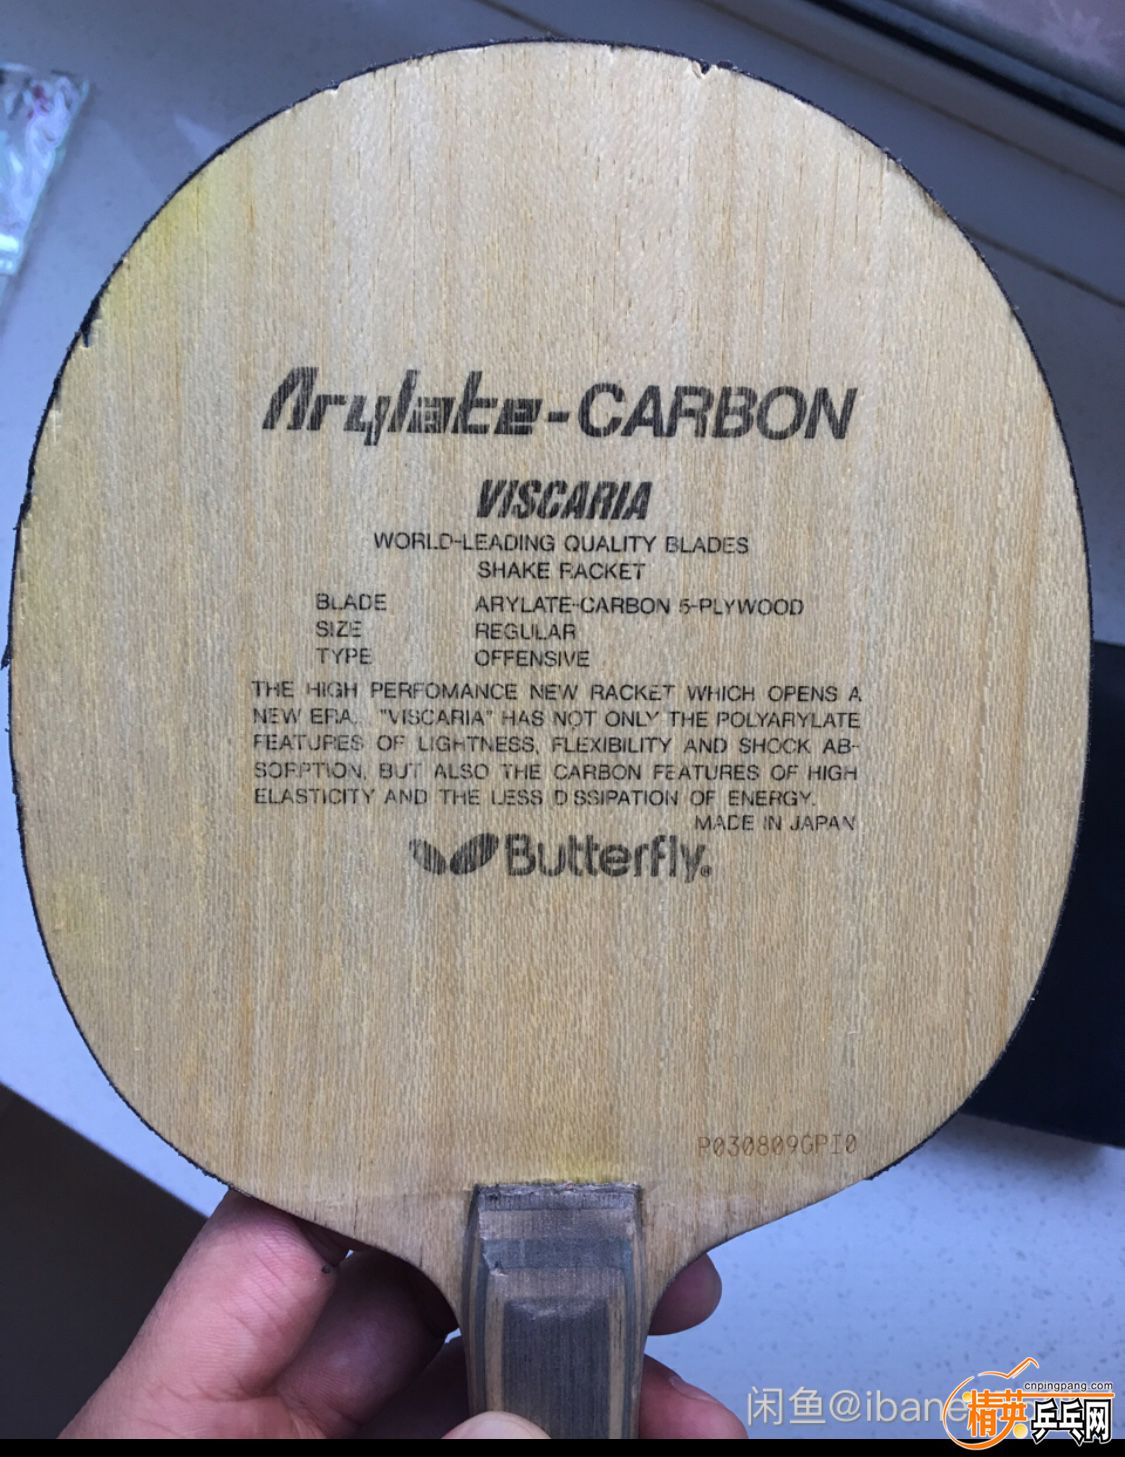 Arylate-CARBON
VISCARIA
WORLD-LEADING QUALITY BLADES
SHAKE RACKET
BLADE ARYLATE-CARBON 5-PLYWOOD
SIZE REGULAR
TYPE OFFENSIVE
THE HIGH PERFOMANCE NEW RACKET WHICH OPENS A
NEW ERA. "VISCARIA" HAS NOT ONLY THE POLYARYLATE
FEATURES OF LIGHTNESS, FLEXIBILITY AND SHOCK AB-
SORPTION, BUT ALSO THE CARBON FEATURES OF HIGH
ELASTICITY AND THE LESS DISSIPATION OF ENERGY.
MADE IN JAPAN
Butterfly.
P030809GPI0
cnpingpang.com
闲鱼@ibane
精英乒乓网